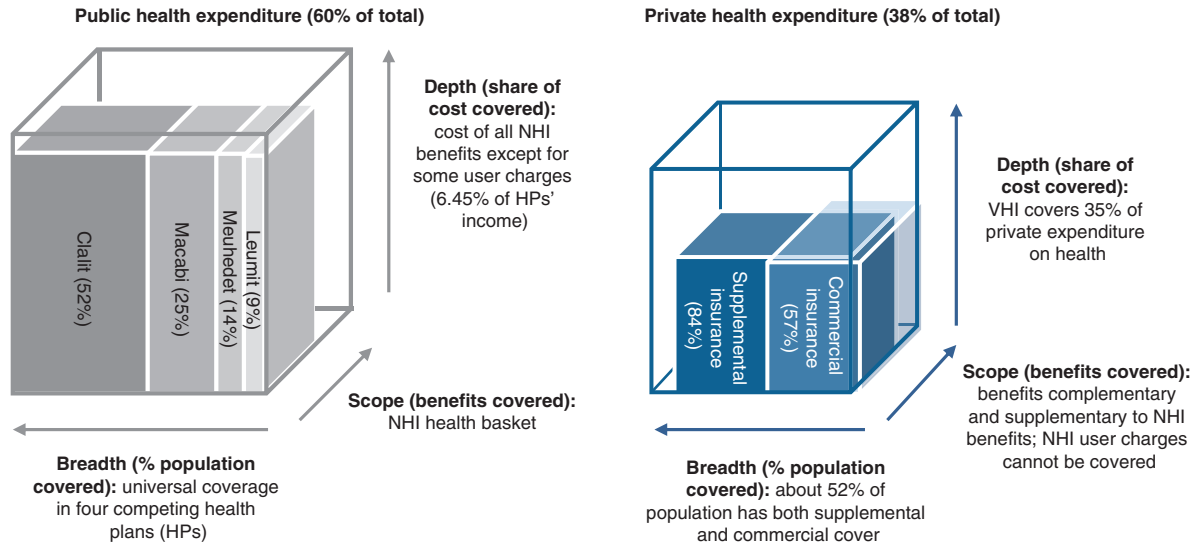 Public health expenditure (60% of total)
Depth (share of
cost covered):
cost of all NHI
benefits except for
some user charges
(6.45% of HPs’
income)
Clalit (52%)
Macabi (25%)
Meuhedet (14%)
Leumit (9%)
Scope (benefits covered):
NHI health basket
Breadth (% population
covered): universal coverage
in four competing health
plans (HPs)
Private health expenditure (38% of total)
Depth (share of
cost covered):
VHI covers 35% of
private expenditure
on health
Supplemental
insurance
(84%)
Commercial
insurance
(57%)
Scope (benefits covered):
benefits complementary
and supplementary to NHI
benefits; NHI user charges
cannot be covered
Breadth (% population
covered): about 52% of
population has both supplemental
and commercial cover